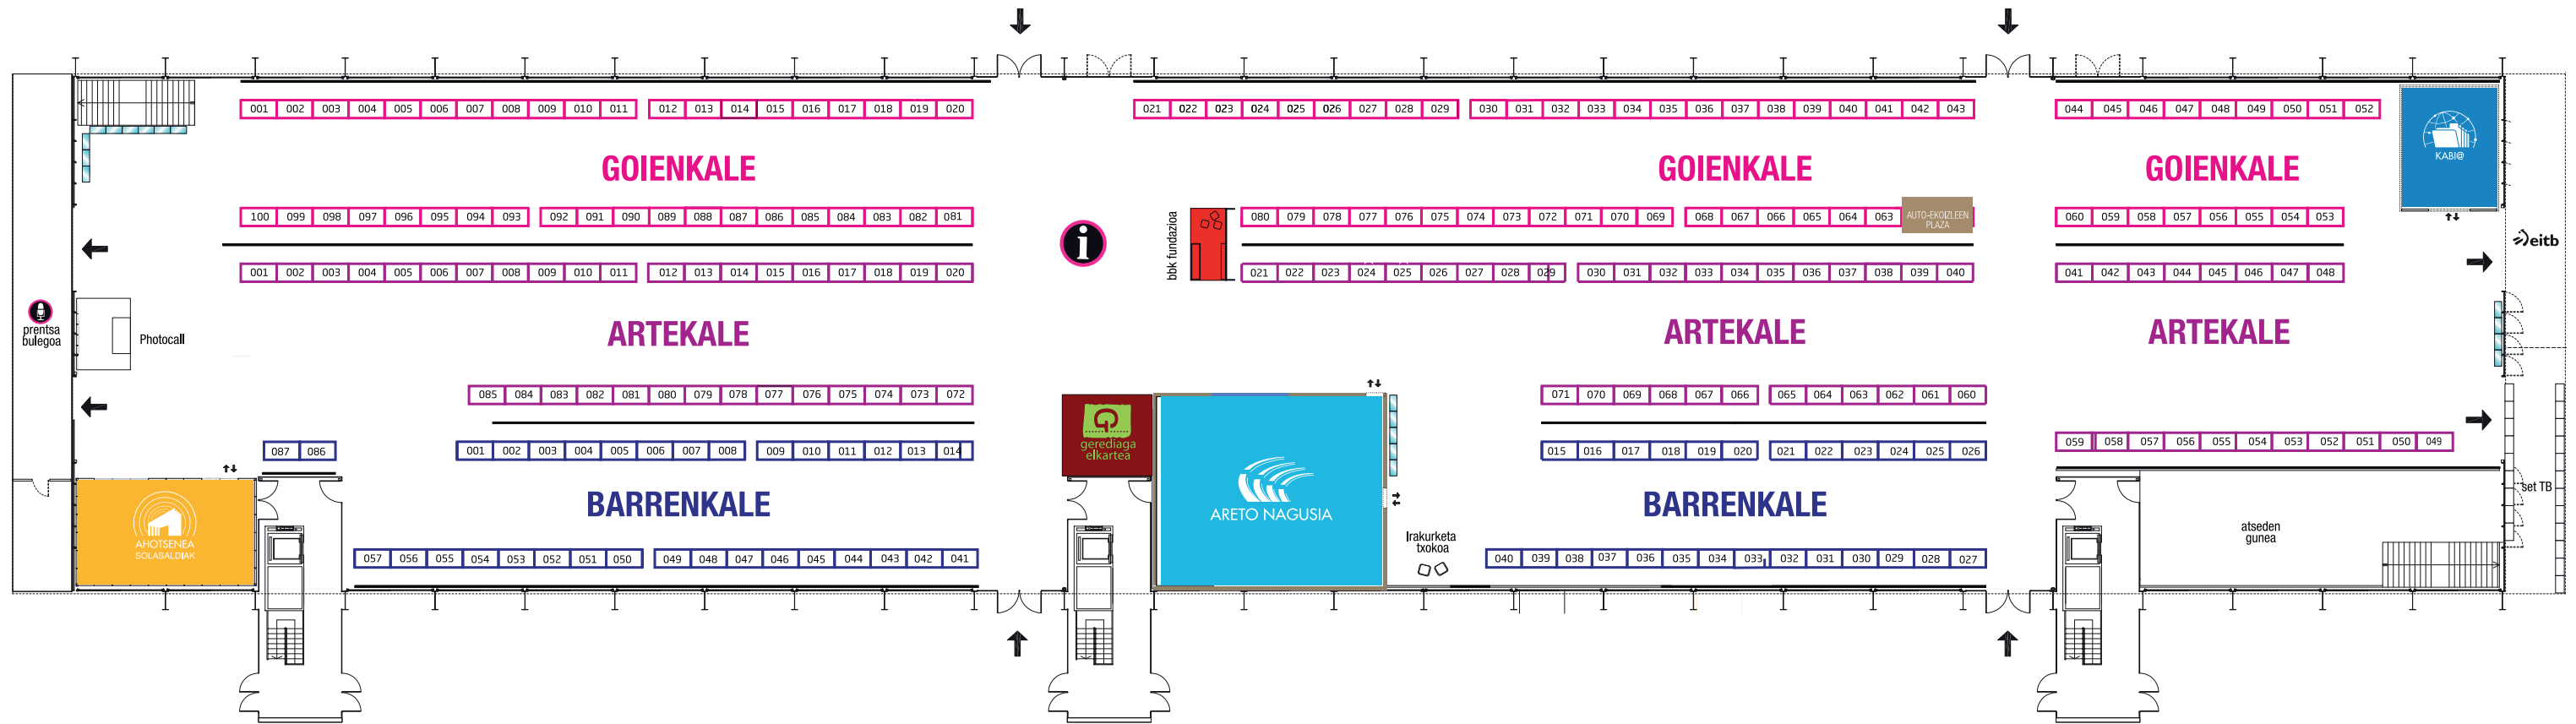 001 002 003 004 005 006 007 008 009 010 011 012 013 014 015 016 017 018 019 020 021 022 023 024 025 026 027 028 029 030 031 032 033 034 035 036 037 038 039 040 041 042 043 044 045 046 047 048 049 050 051 052
GOIENKALE GOIENKALE GOIENKALE
KABI@
100 099 098 097 096 095 094 093 092 091 090 089 088 087 086 085 084 083 082 081 080 079 078 077 076 075 074 073 072 071 070 069 068 067 066 065 064 063 060 059 058 057 056 055 054 053
AUTO-EKOIZLEEN
PLAZA
i
bbk fundazioa
eitb
001 002 003 004 005 006 007 008 009 010 011 012 013 014 015 016 017 018 019 020 021 022 023 024 025 026 027 028 029 030 031 032 033 034 035 036 037 038 039 040 041 042 043 044 045 046 047 048
prentsa
bulegoa
Photocall
ARTEKALE ARTEKALE ARTEKALE
085 084 083 082 081 080 079 078 077 076 075 074 073 072 071 070 069 068 067 066 065 064 063 062 061 060
gerediaga
elkartea
059 058 057 056 055 054 053 052 051 050 049
087 086 001 002 003 004 005 006 007 008 009 010 011 012 013 014 015 016 017 018 019 020 021 022 023 024 025 026
BARRENKALE BARRENKALE
ARETO NAGUSIA
AHOTSENEA
SOLASALDIAK
Irakurketa
txokoa
atseden
gunea
set TB
057 056 055 054 053 052 051 050 049 048 047 046 045 044 043 042 041 040 039 038 037 036 035 034 033 032 031 030 029 028 027